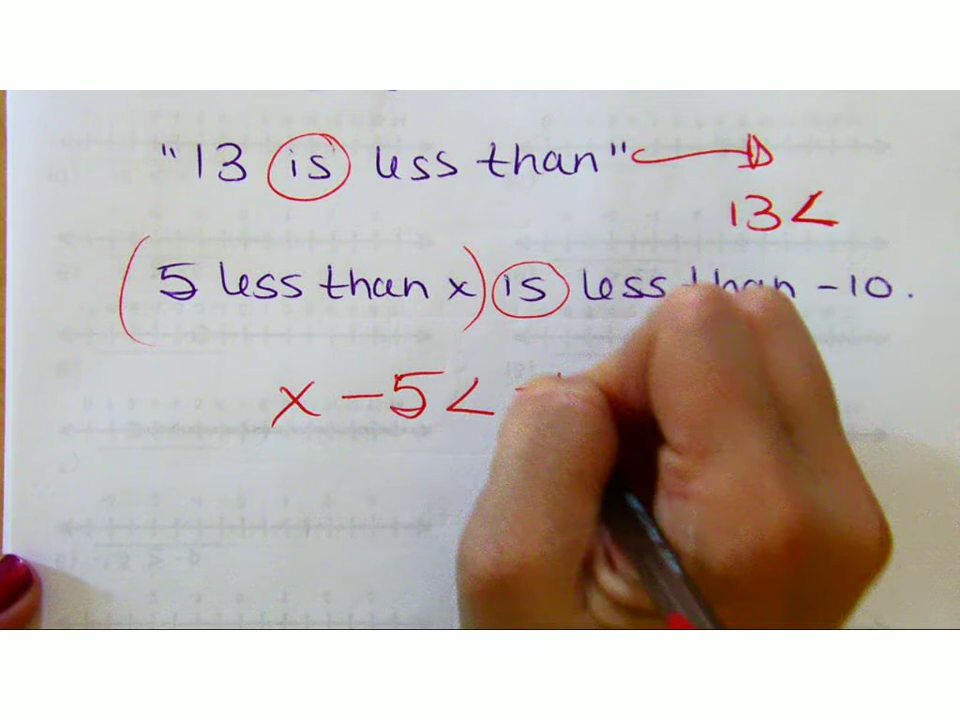 "13 is less than"
13 <
(5 less than x) is less than -10.
x - 5 < -